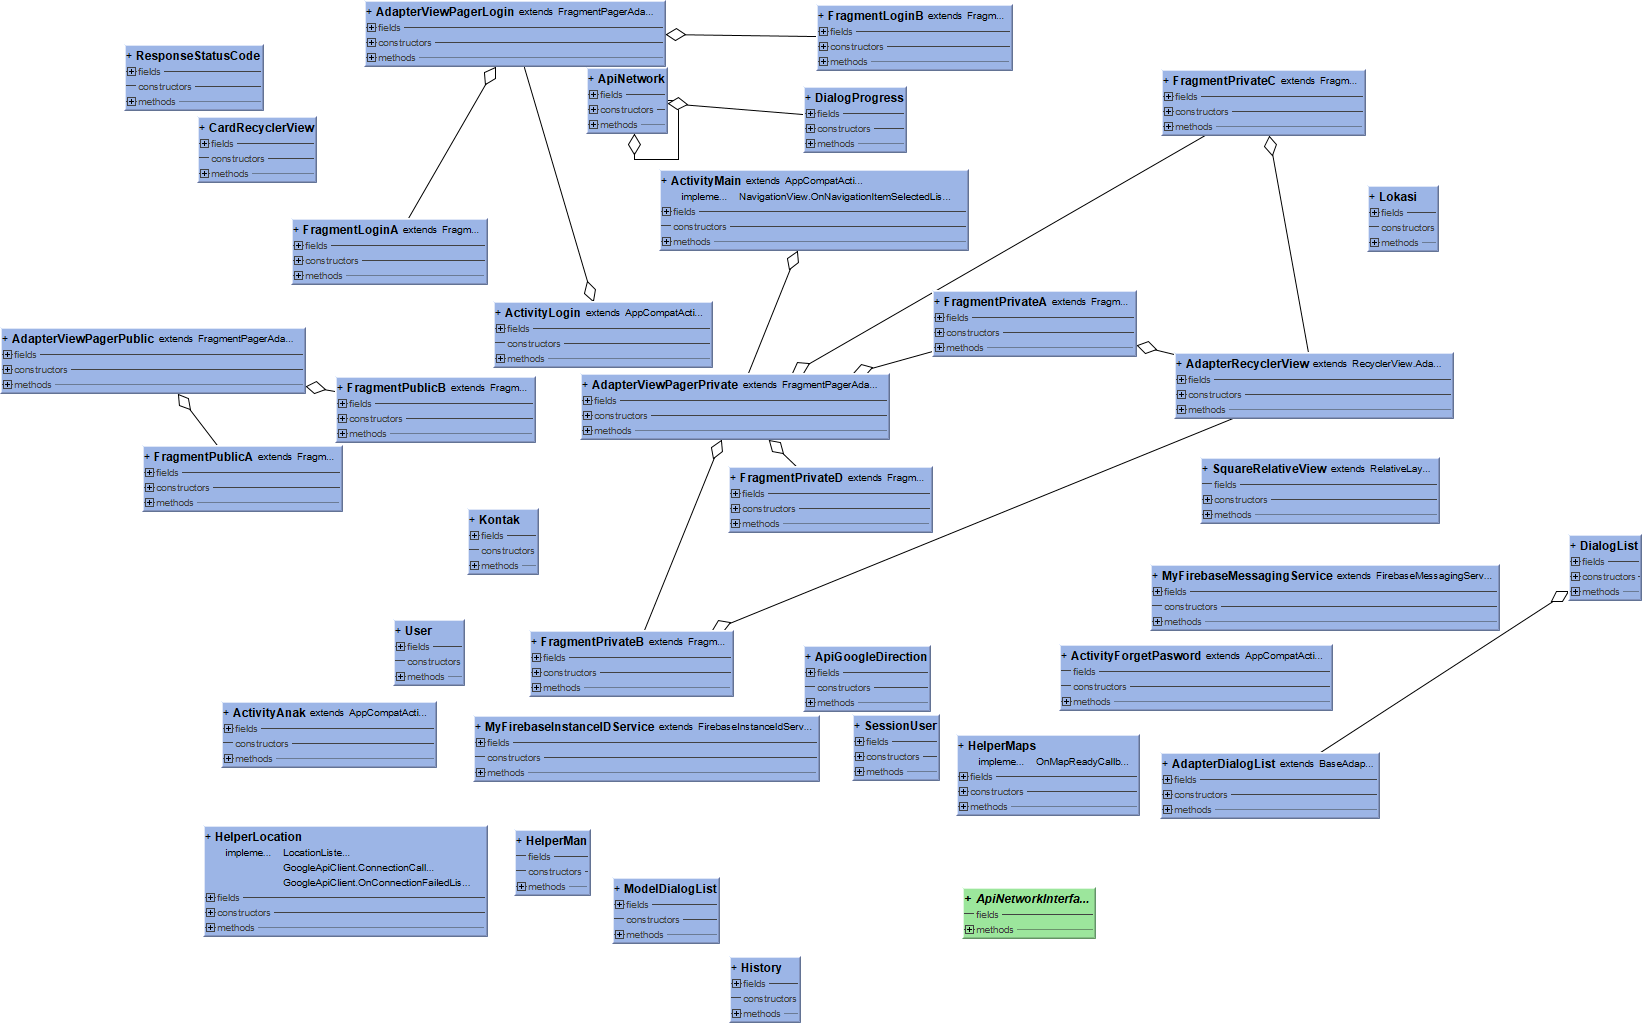 + AdapterViewPagerLogin extends FragmentPagerAda...
fields
constructors
methods
+ FragmentLoginB extends Fragm...
fields
constructors
methods
+ ResponseStatusCode
fields
constructors
methods
+ ApiNetwork
fields
constructors
methods
+ FragmentPrivateC extends Fragm...
fields
constructors
methods
+ DialogProgress
fields
constructors
methods
+ CardRecyclerView
fields
constructors
methods
+ ActivityMain extends AppCompatActi...
impleme... NavigationView.OnNavigationItemSelectedLis...
fields
constructors
methods
+ Lokasi
fields
constructors
methods
+ FragmentLoginA extends Fragm...
fields
constructors
methods
+ FragmentPrivateA extends Fragm...
fields
constructors
methods
+ ActivityLogin extends AppCompatActi...
fields
constructors
methods
+ AdapterViewPagerPublic extends FragmentPagerAda...
fields
constructors
methods
+ AdapterRecyclerView extends RecyclerView.Ada...
fields
constructors
methods
+ FragmentPublicB extends Fragm...
fields
constructors
methods
+ AdapterViewPagerPrivate extends FragmentPagerAda...
fields
constructors
methods
+ FragmentPublicA extends Fragm...
fields
constructors
methods
+ FragmentPrivateD extends Fragm...
fields
constructors
methods
+ SquareRelativeView extends RelativeLay...
fields
constructors
methods
+ Kontak
fields
constructors
methods
+ DialogList
fields
constructors
methods
+ MyFirebaseMessagingService extends FirebaseMessagingServ...
fields
constructors
methods
+ User
fields
constructors
methods
+ FragmentPrivateB extends Fragm...
fields
constructors
methods
+ ApiGoogleDirection
fields
constructors
methods
+ ActivityForgetPasword extends AppCompatActi...
fields
constructors
methods
+ ActivityAnak extends AppCompatActi...
fields
constructors
methods
+ MyFirebaseInstanceIDService extends FirebaseInstanceIdServ...
fields
constructors
methods
+ SessionUser
fields
constructors
methods
+ HelperMaps
impleme... OnMapReadyCallb...
fields
constructors
methods
+ AdapterDialogList extends BaseAdap...
fields
constructors
methods
+ HelperLocation
impleme... LocationListe...
GoogleApiClient.ConnectionCall...
GoogleApiClient.OnConnectionFailedLis...
fields
constructors
methods
+ HelperMan
fields
constructors
methods
+ ModelDialogList
fields
constructors
methods
+ ApiNetworkInterfa...
fields
methods
+ History
fields
constructors
methods